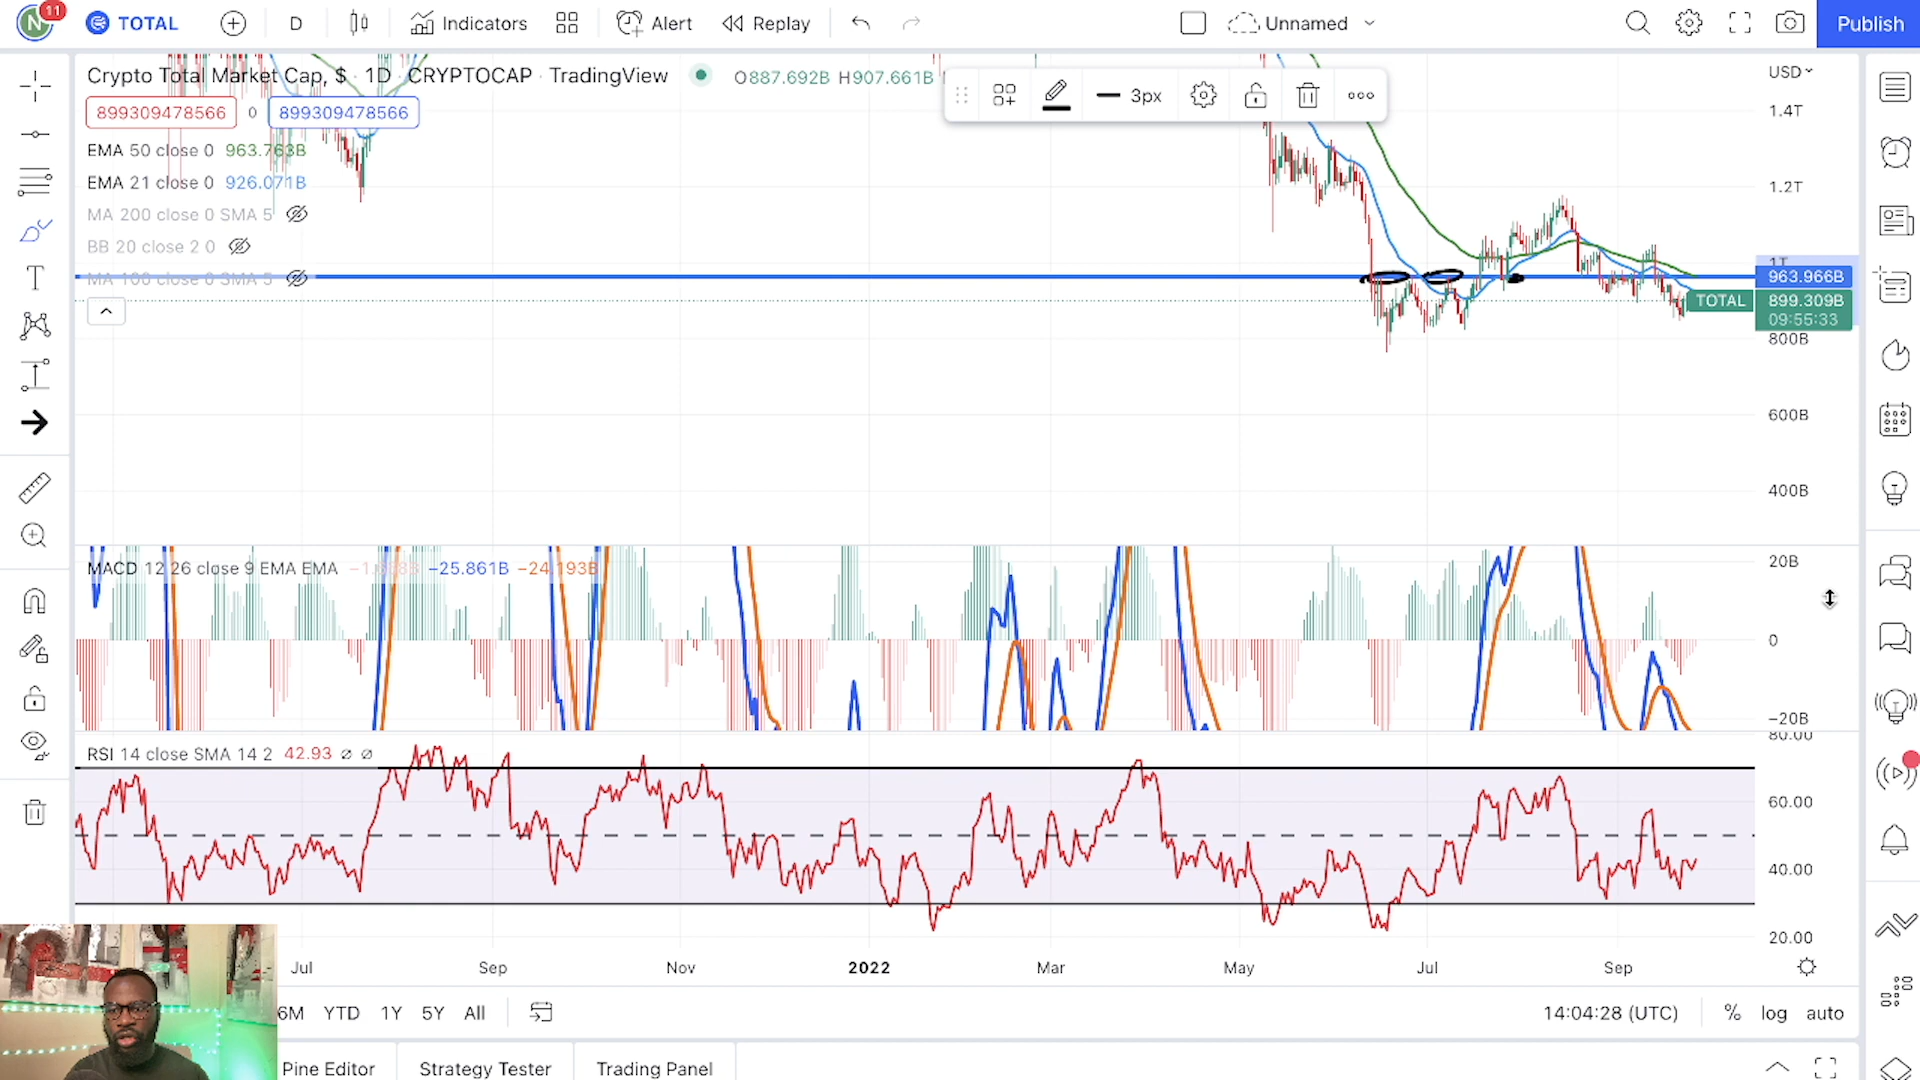 N 11 TOTAL D Indicators Alert Replay Unnamed Publish
Crypto Total Market Cap, $ · 1D · CRYPTOCAP · TradingView O887.692B H907.661B
3px
USD
899309478566 0 899309478566
1.4T
EMA 50 close 0 963.763B
EMA 21 close 0 926.071B
1.2T
MA 200 close 0 SMA 5
BB 20 close 2 0
1T
MA 100 close 0 SMA 5
963.966B
TOTAL 899.309B
09:55:33
800B
600B
400B
MACD 12 26 close 9 EMA EMA −25.861B −24.193B
20B
0
−20B
80.00
RSI 14 close SMA 14 2 42.93 ∅ ∅
60.00
40.00
20.00
Jul Sep Nov 2022 Mar May Jul Sep
6M YTD 1Y 5Y All 14:04:28 (UTC) % log auto
Pine Editor Strategy Tester Trading Panel